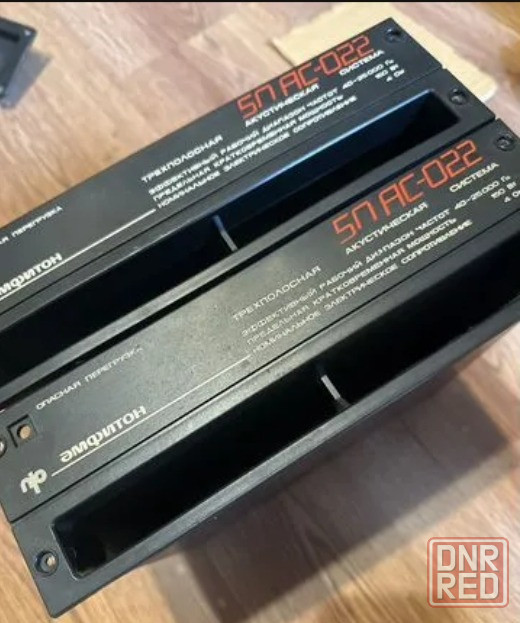 5П АС-022
ТРЕХПОЛОСНАЯ АКУСТИЧЕСКАЯ СИСТЕМА
ЭФФЕКТИВНЫЙ РАБОЧИЙ ДИАПАЗОН ЧАСТОТ 40-25000 Гц
ПРЕДЕЛЬНАЯ КРАТКОВРЕМЕННАЯ МОЩНОСТЬ 150 Вт
НОМИНАЛЬНОЕ ЭЛЕКТРИЧЕСКОЕ СОПРОТИВЛЕНИЕ 4 Ом
ПЕРЕГРУЗКА
амфитон
5П АС-022
ТРЕХПОЛОСНАЯ АКУСТИЧЕСКАЯ СИСТЕМА
ЭФФЕКТИВНЫЙ РАБОЧИЙ ДИАПАЗОН ЧАСТОТ 40-25000 Гц
ПРЕДЕЛЬНАЯ КРАТКОВРЕМЕННАЯ МОЩНОСТЬ 150 Вт
НОМИНАЛЬНОЕ ЭЛЕКТРИЧЕСКОЕ СОПРОТИВЛЕНИЕ 4 Ом
ОПАСНАЯ ПЕРЕГРУЗКА
амфитон
DNR
RED